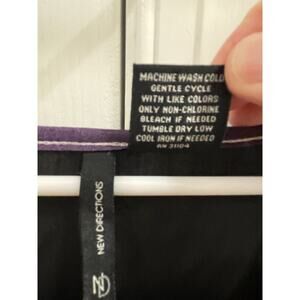 MACHINE WASH COLD
GENTLE CYCLE
WITH LIKE COLORS
ONLY NON-CHLORINE
BLEACH IF NEEDED
TUMBLE DRY LOW
COOL IRON IF NEEDED
RN 31104
NEW DIRECTIONS